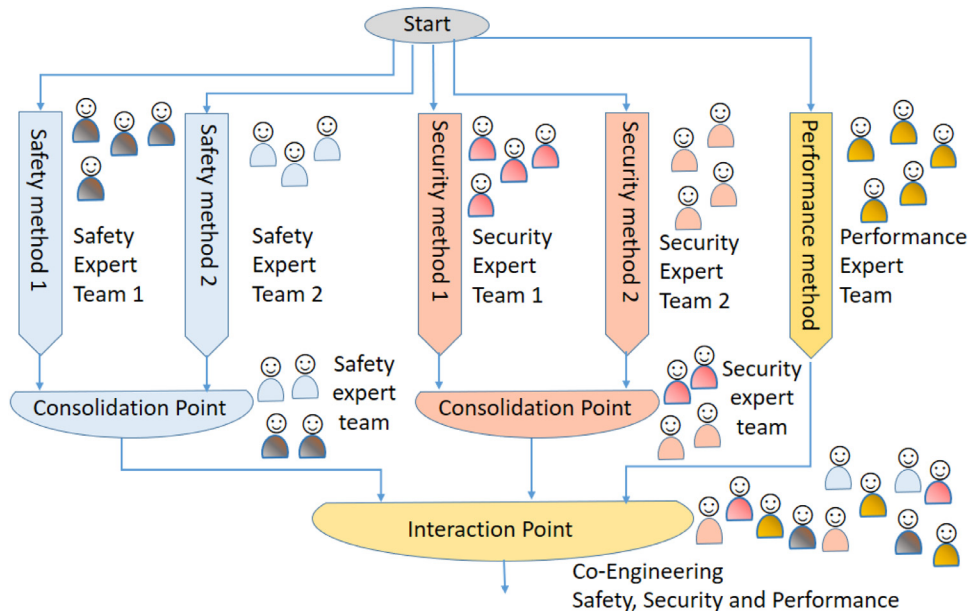 Start
Safety method 1
Safety
Expert
Team 1
Safety method 2
Safety
Expert
Team 2
Security method 1
Security
Expert
Team 1
Security method 2
Security
Expert
Team 2
Performance method
Performance
Expert
Team
Consolidation Point
Safety
expert
team
Consolidation Point
Security
expert
team
Interaction Point
Co-Engineering
Safety, Security and Performance